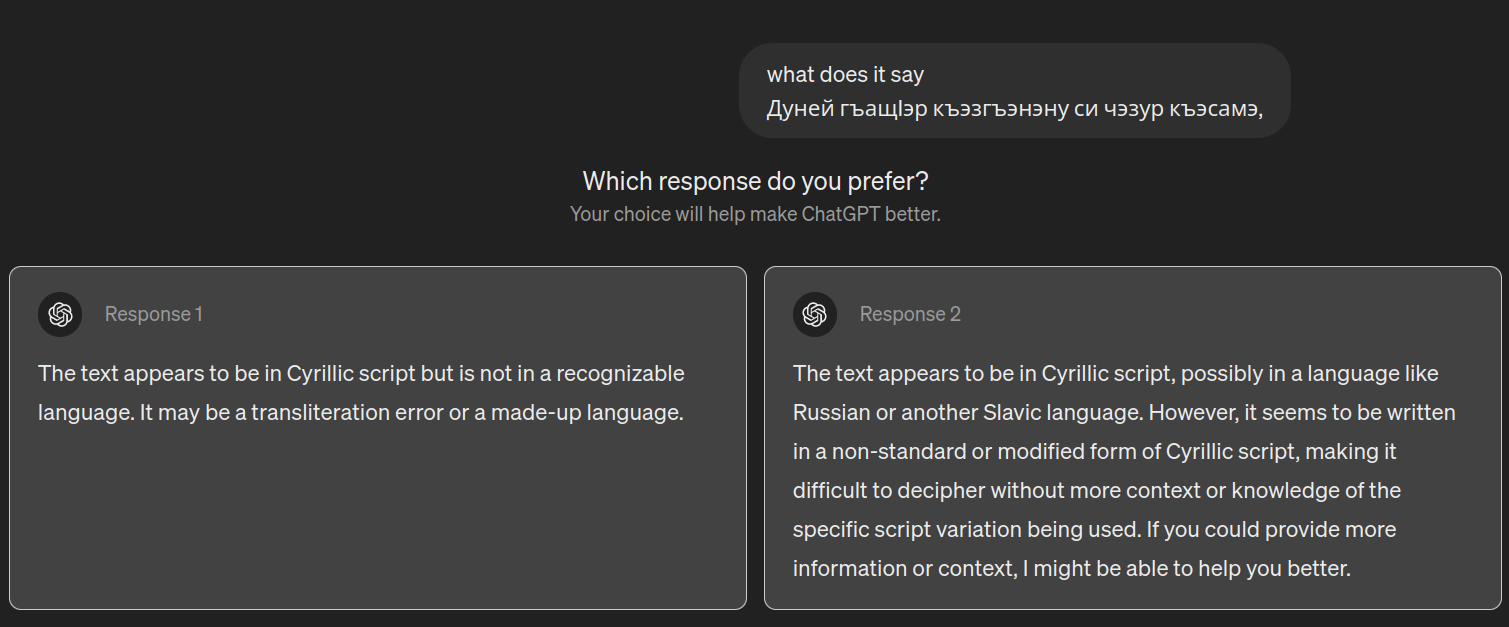 what does it say
Дуней гъащӏэр къэзгъэнэну си чэзур къэсамэ,
Which response do you prefer?
Your choice will help make ChatGPT better.
Response 1
The text appears to be in Cyrillic script but is not in a recognizable
language. It may be a transliteration error or a made-up language.
Response 2
The text appears to be in Cyrillic script, possibly in a language like
Russian or another Slavic language. However, it seems to be written
in a non-standard or modified form of Cyrillic script, making it
difficult to decipher without more context or knowledge of the
specific script variation being used. If you could provide more
information or context, I might be able to help you better.